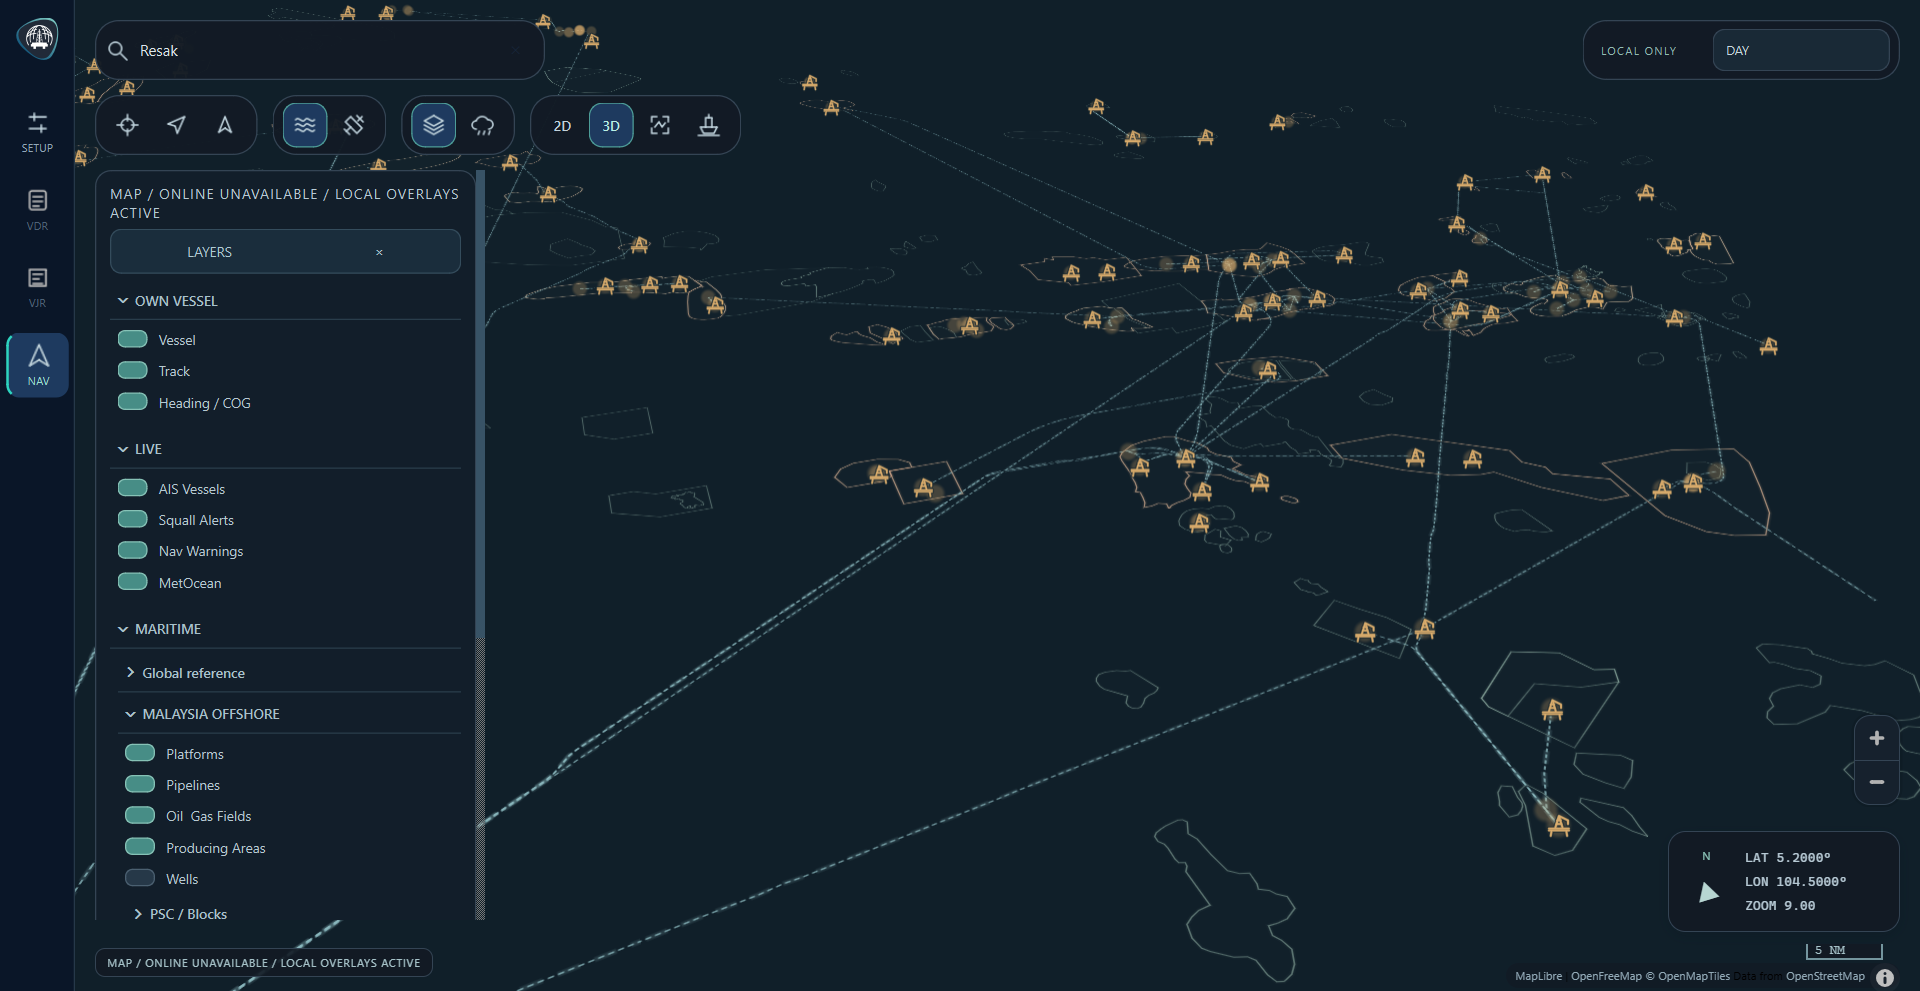 Resak
LOCAL ONLY
DAY
SETUP
VDR
VJR
NAV
2D
3D
MAP / ONLINE UNAVAILABLE / LOCAL OVERLAYS
ACTIVE
LAYERS ×
OWN VESSEL
Vessel
Track
Heading / COG
LIVE
AIS Vessels
Squall Alerts
Nav Warnings
MetOcean
MARITIME
Global reference
MALAYSIA OFFSHORE
Platforms
Pipelines
Oil Gas Fields
Producing Areas
Wells
PSC / Blocks
MAP / ONLINE UNAVAILABLE / LOCAL OVERLAYS ACTIVE
N
LAT 5.2000°
LON 104.5000°
ZOOM 9.00
5 NM
MapLibre OpenFreeMap © OpenMapTiles Data from OpenStreetMap